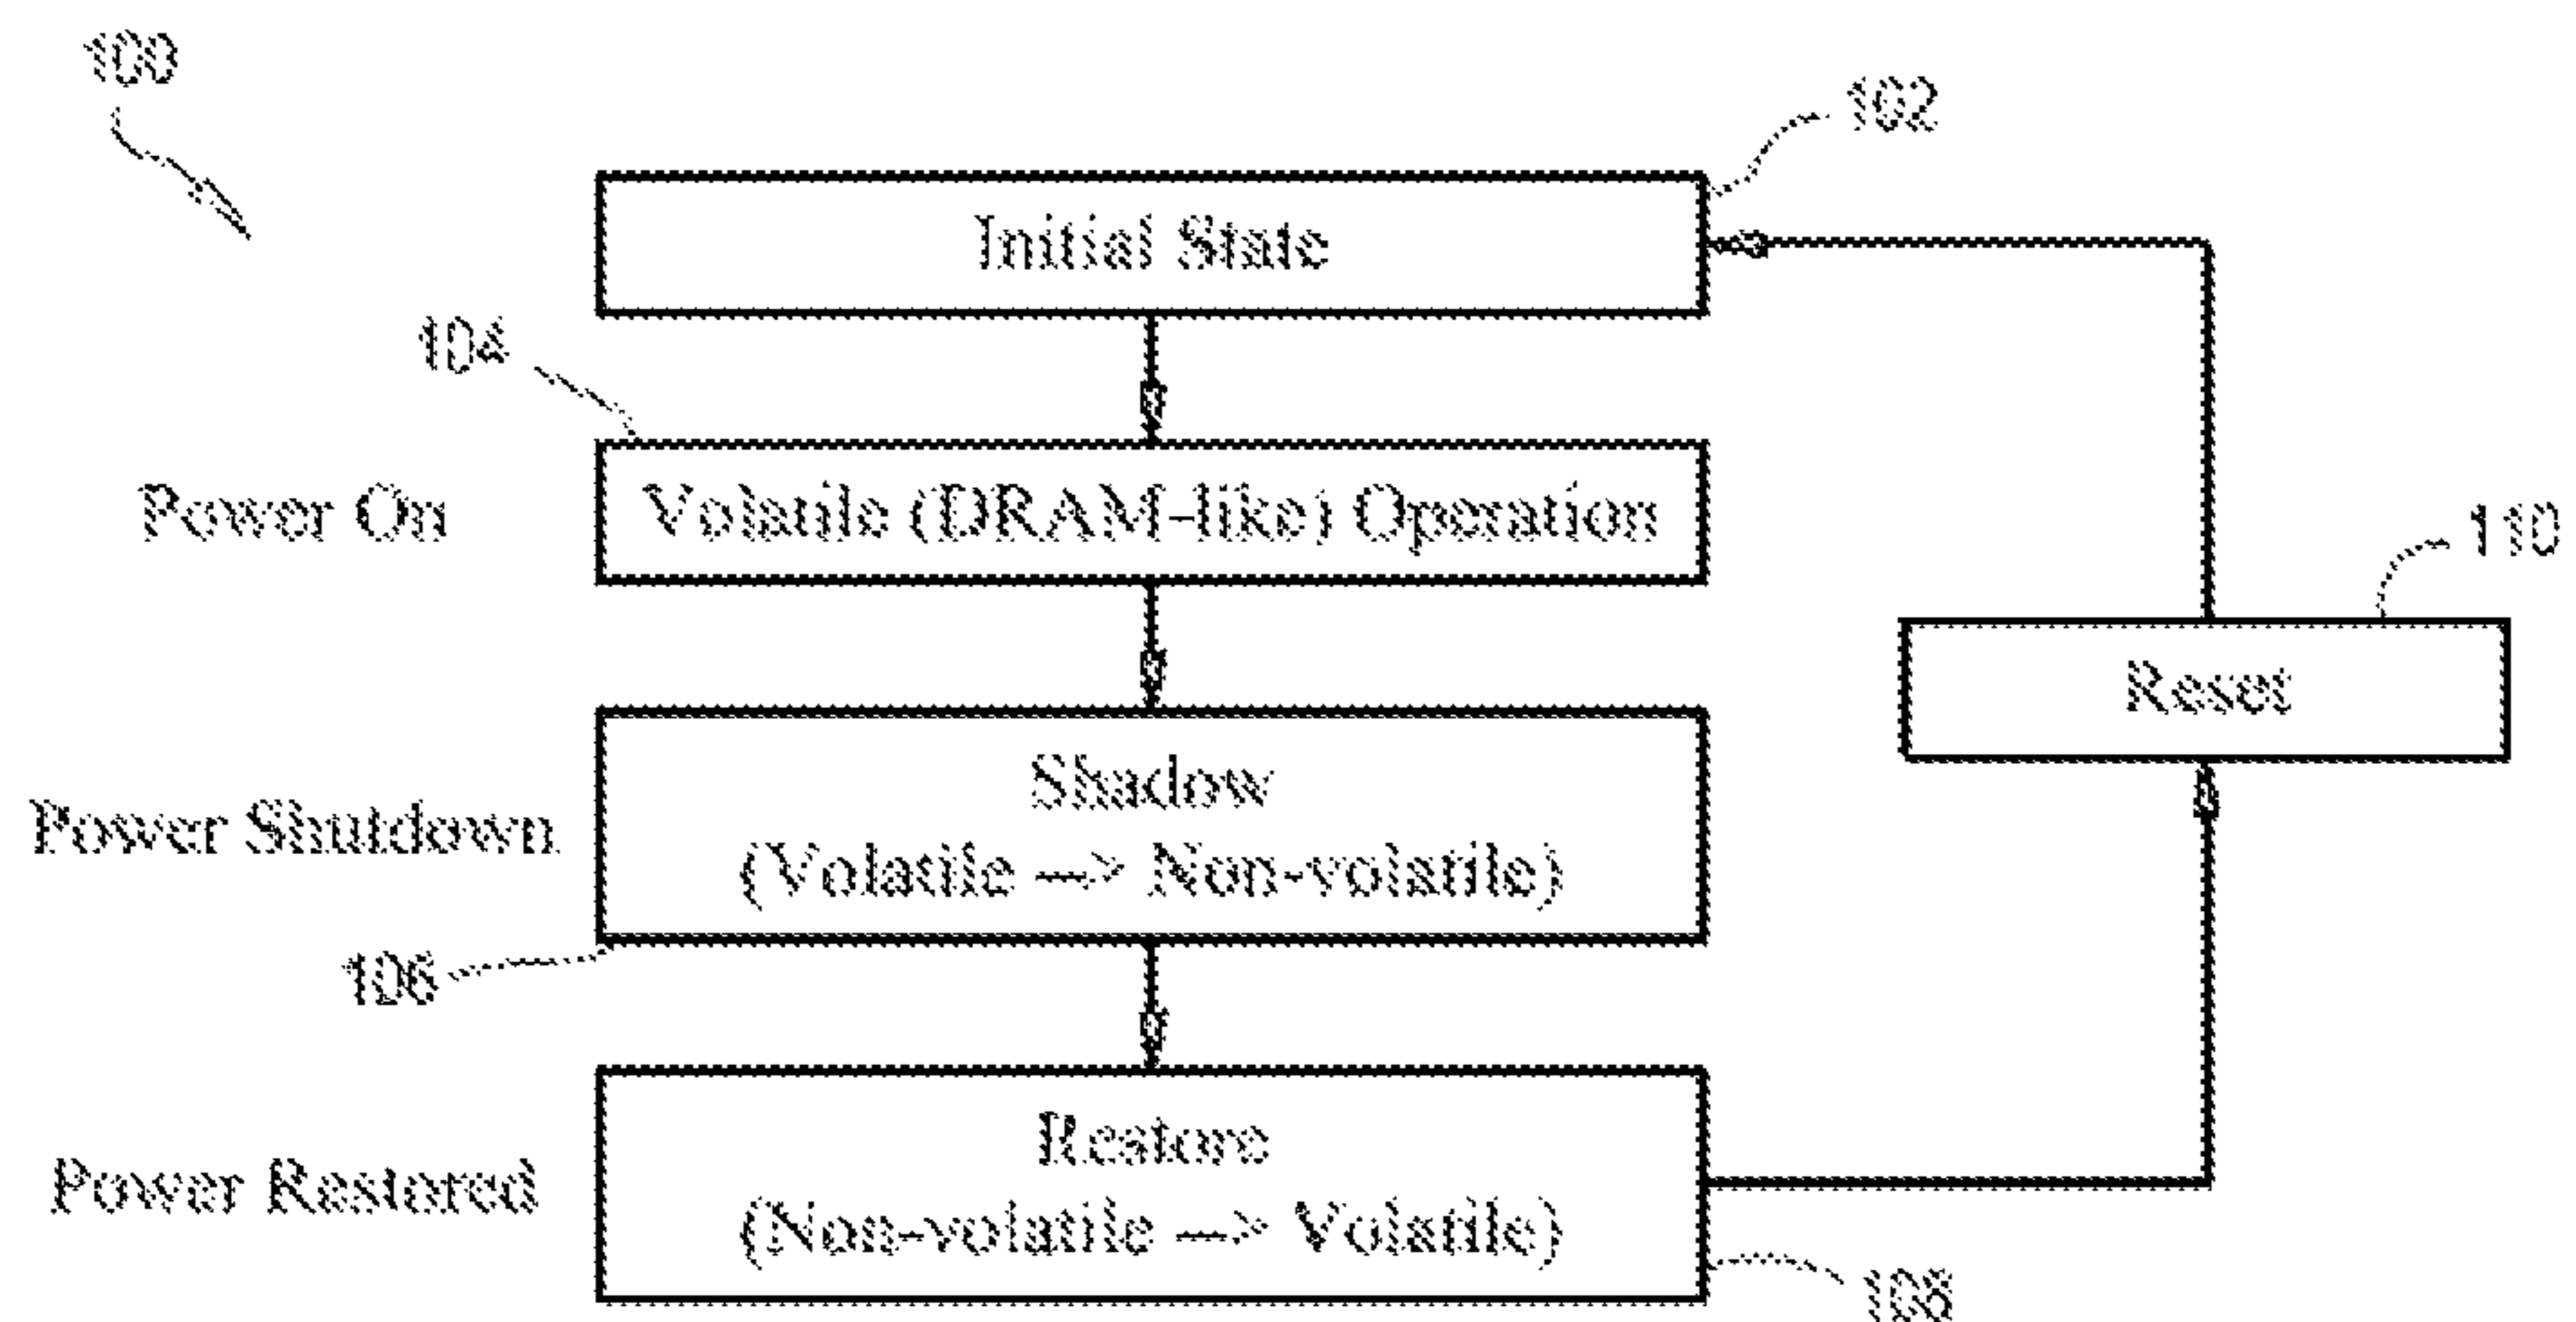 100
102
Initial State
104
Power On
Volatile (DRAM-like) Operation
110
Reset
Power Shutdown
Shadow
(Volatile --> Non-volatile)
106
Power Restored
Restore
(Non-volatile --> Volatile)
108